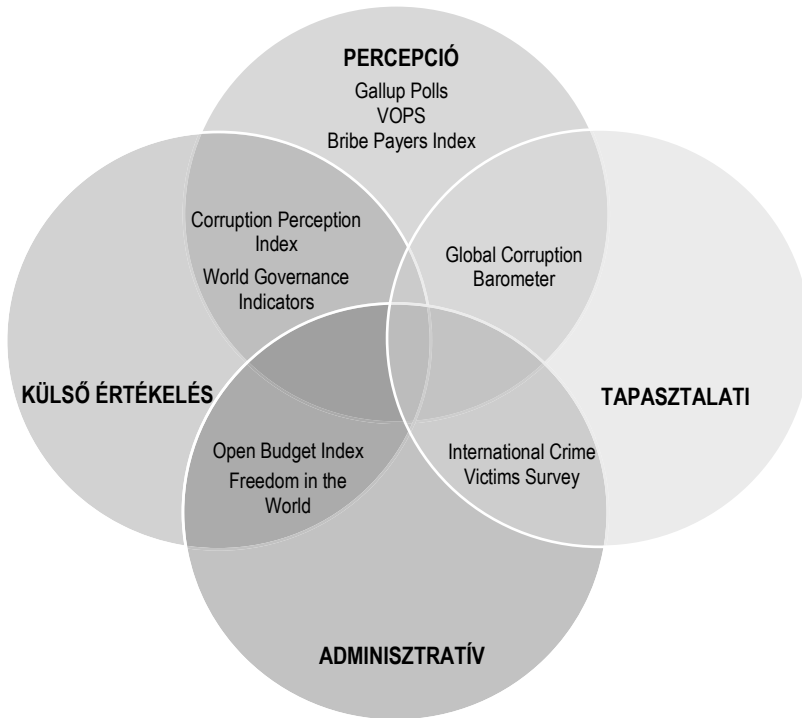 PERCEPCIÓ
Gallup Polls
VOPS
Bribe Payers Index
Corruption Perception
Index
World Governance
Indicators
Global Corruption
Barometer
KÜLSŐ ÉRTÉKELÉS
TAPASZTALATI
Open Budget Index
Freedom in the
World
International Crime
Victims Survey
ADMINISZTRATÍV